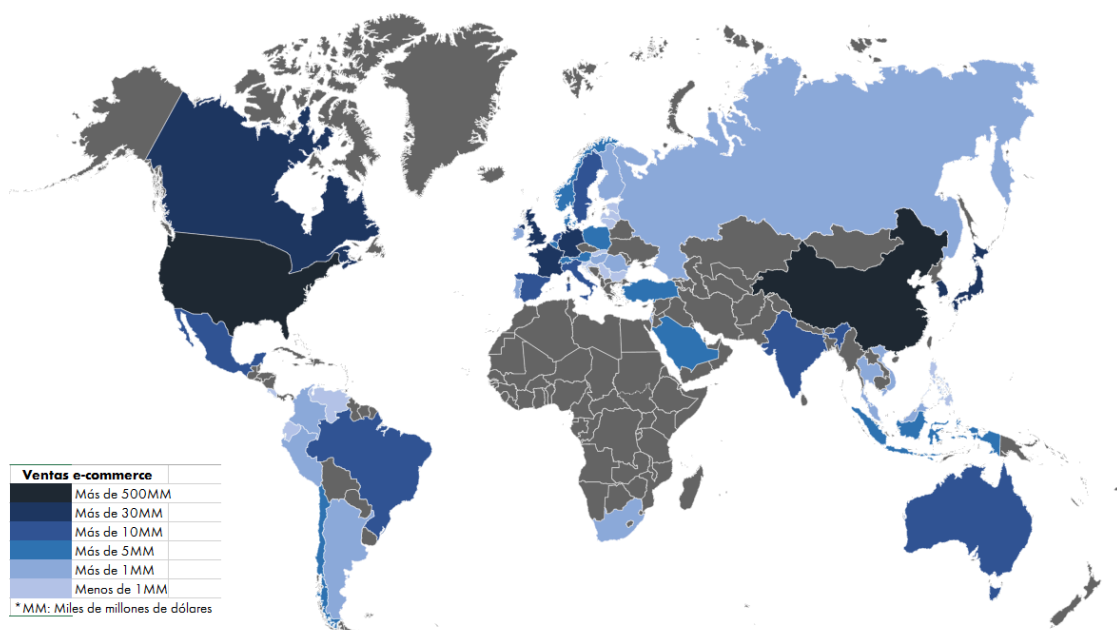 Ventas e-commerce
Más de 500MM
Más de 30MM
Más de 10MM
Más de 5MM
Más de 1MM
Menos de 1MM
*MM: Miles de millones de dólares